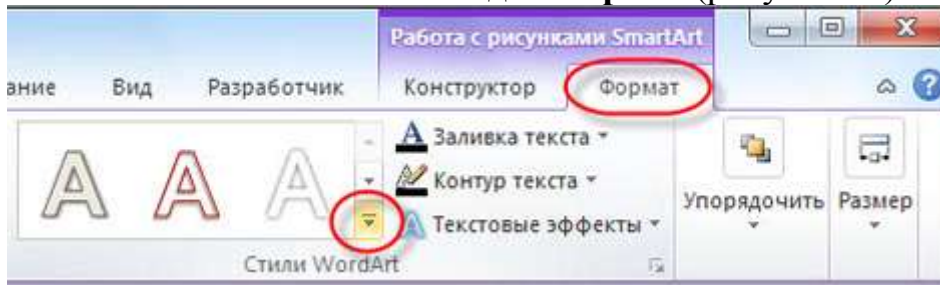 Работа с рисунками SmartArt
ание Вид Разработчик Конструктор Формат
А Заливка текста
А А А Контур текста Упорядочить Размер
А Текстовые эффекты
Стили WordArt